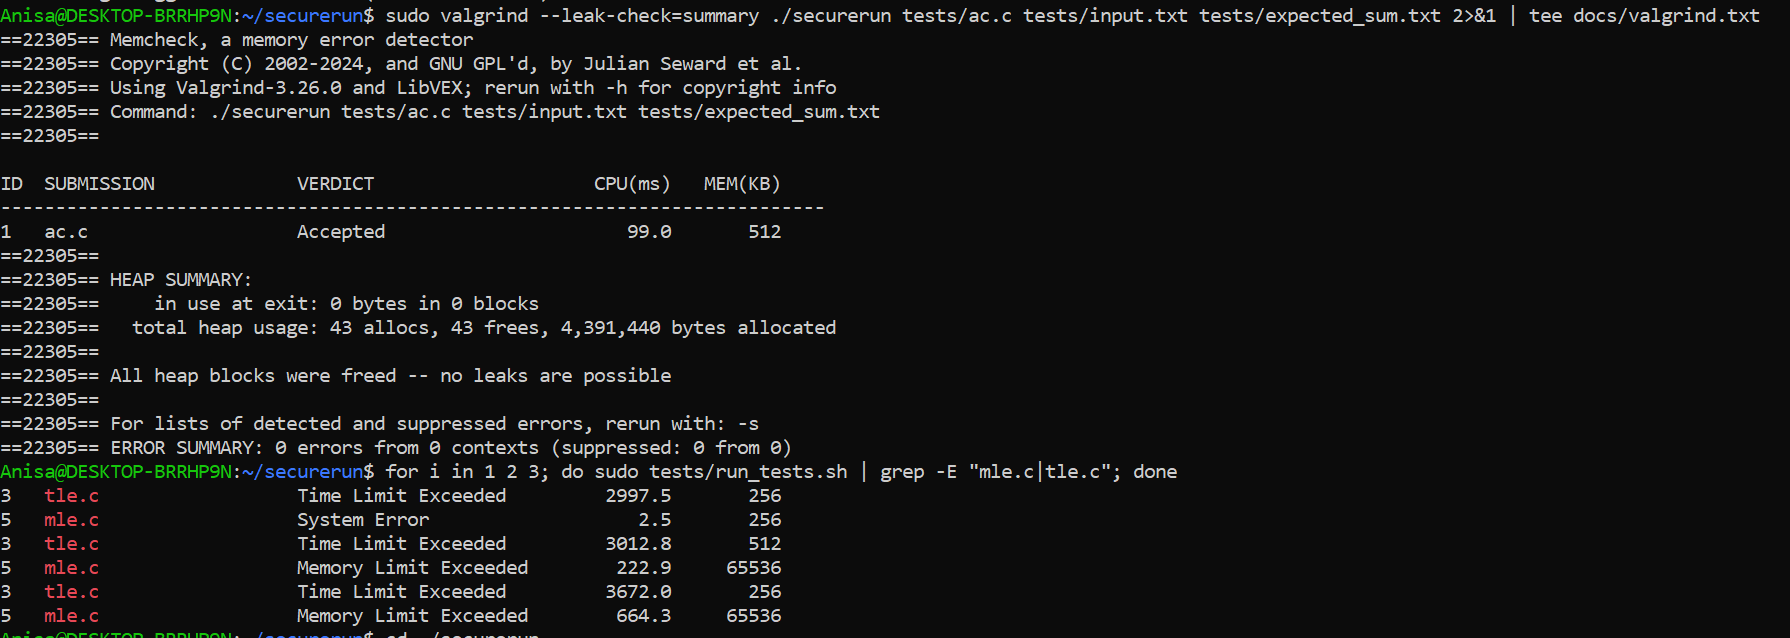 Anisa@DESKTOP-BRRHP9N:~/securerun$ sudo valgrind --leak-check=summary ./securerun tests/ac.c tests/input.txt tests/expected_sum.txt 2>&1 | tee docs/valgrind.txt
==22305== Memcheck, a memory error detector
==22305== Copyright (C) 2002-2024, and GNU GPL'd, by Julian Seward et al.
==22305== Using Valgrind-3.26.0 and LibVEX; rerun with -h for copyright info
==22305== Command: ./securerun tests/ac.c tests/input.txt tests/expected_sum.txt
==22305==
ID  SUBMISSION             VERDICT                    CPU(ms)   MEM(KB)
---------------------------------------------------------------------------
1   ac.c                   Accepted                      99.0       512
==22305==
==22305== HEAP SUMMARY:
==22305==     in use at exit: 0 bytes in 0 blocks
==22305==   total heap usage: 43 allocs, 43 frees, 4,391,440 bytes allocated
==22305==
==22305== All heap blocks were freed -- no leaks are possible
==22305==
==22305== For lists of detected and suppressed errors, rerun with: -s
==22305== ERROR SUMMARY: 0 errors from 0 contexts (suppressed: 0 from 0)
Anisa@DESKTOP-BRRHP9N:~/securerun$ for i in 1 2 3; do sudo tests/run_tests.sh | grep -E "mle.c|tle.c"; done
3   tle.c                  Time Limit Exceeded         2997.5       256
5   mle.c                  System Error                   2.5       256
3   tle.c                  Time Limit Exceeded         3012.8       512
5   mle.c                  Memory Limit Exceeded        222.9     65536
3   tle.c                  Time Limit Exceeded         3672.0       256
5   mle.c                  Memory Limit Exceeded        664.3     65536
Anisa@DESKTOP-BRRHP9N:~/securerun$ cd